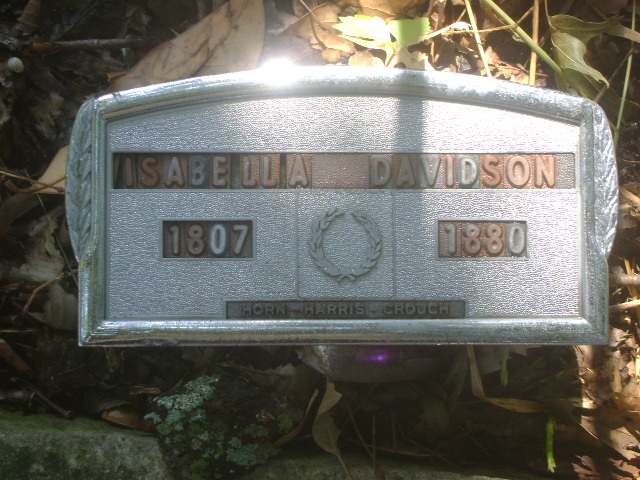 ISABELLA DAVIDSON
1807 1880
HORN - HARRIS - CROUCH